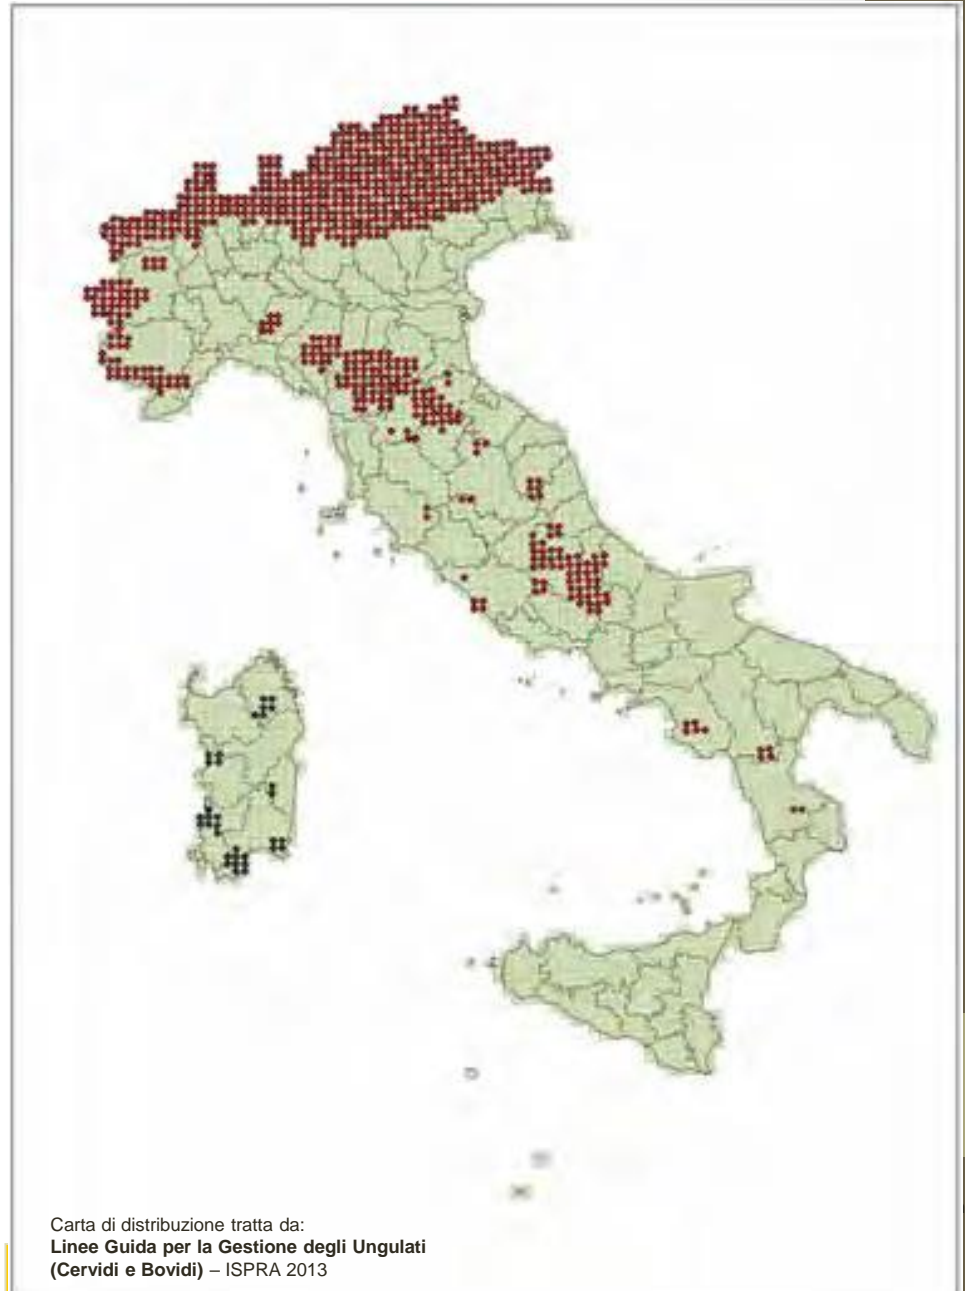 Carta di distribuzione tratta da:
Linee Guida per la Gestione degli Ungulati
(Cervidi e Bovidi) – ISPRA 2013